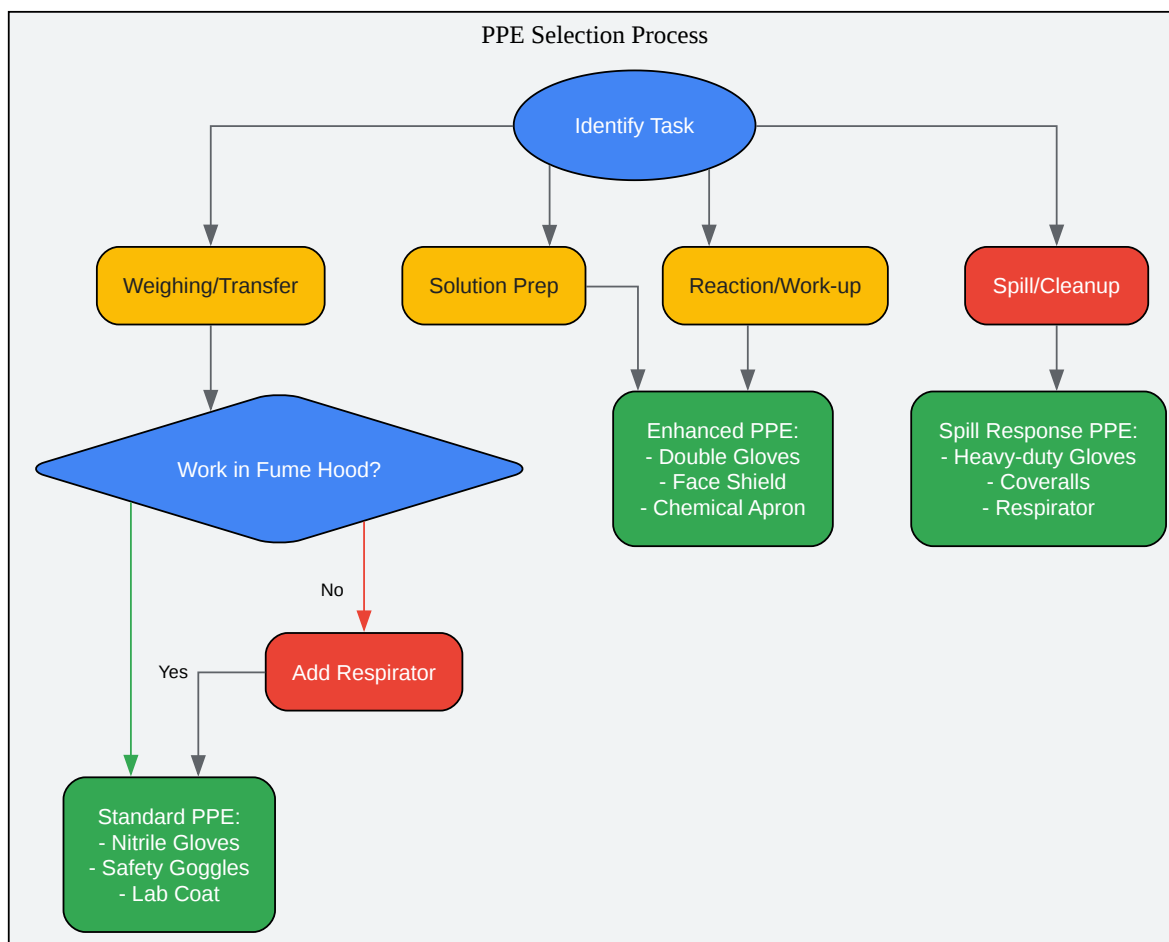 PPE Selection Process
Identify Task
Weighing/Transfer
Solution Prep
Reaction/Work-up
Spill/Cleanup
Work in Fume Hood?
Enhanced PPE:
- Double Gloves
- Face Shield
- Chemical Apron
Spill Response PPE:
- Heavy-duty Gloves
- Coveralls
- Respirator
No
Yes
Add Respirator
Standard PPE:
- Nitrile Gloves
- Safety Goggles
- Lab Coat